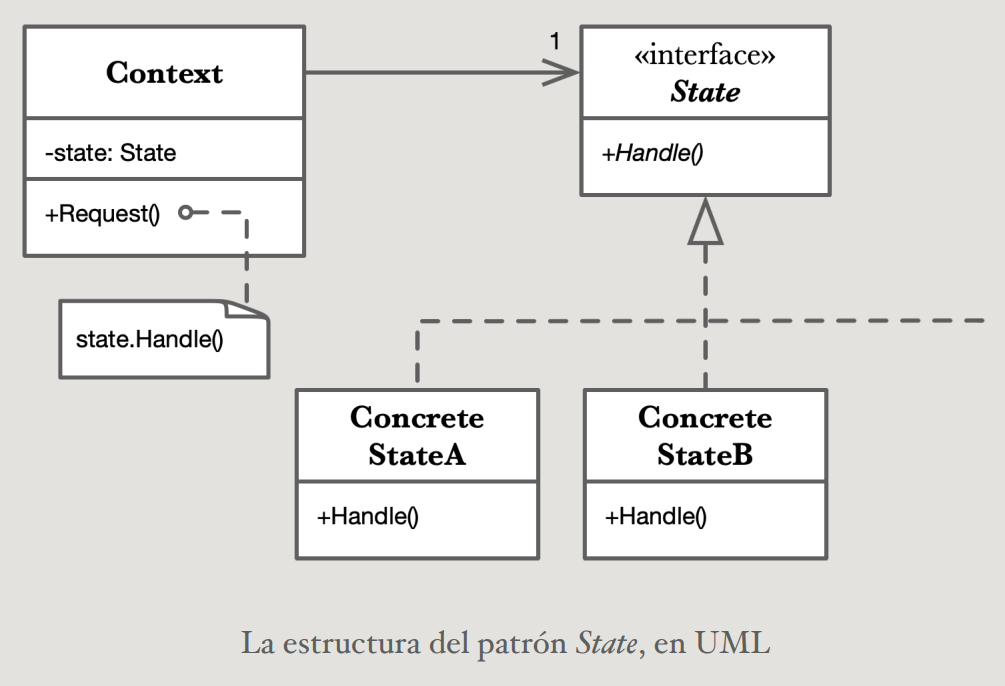 Context
-state: State
+Request()
state.Handle()
1
«interface»
State
+Handle()
Concrete
StateA
+Handle()
Concrete
StateB
+Handle()
La estructura del patrón State, en UML